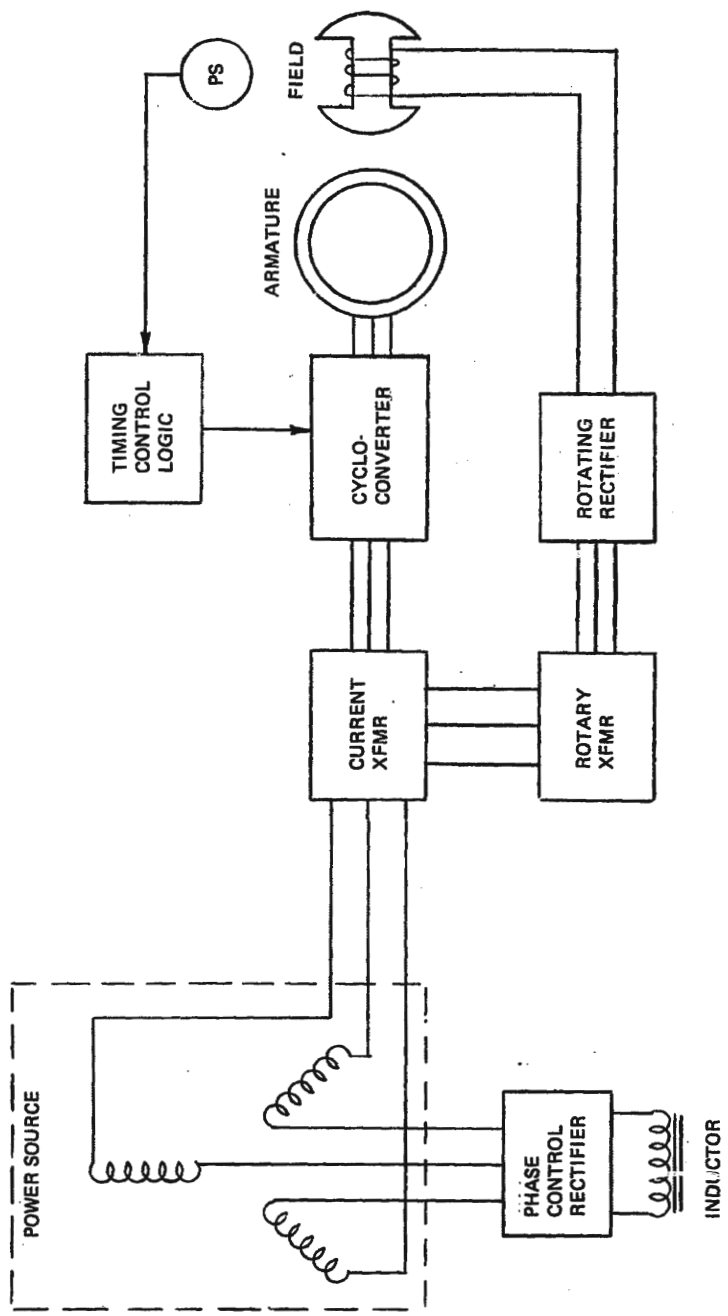 POWER SOURCE
PHASE
CONTROL
RECTIFIER
INDUCTOR
CURRENT
XFMR
ROTARY
XFMR
TIMING
CONTROL
LOGIC
CYCLO-
CONVERTER
ROTATING
RECTIFIER
ARMATURE
PS
FIELD